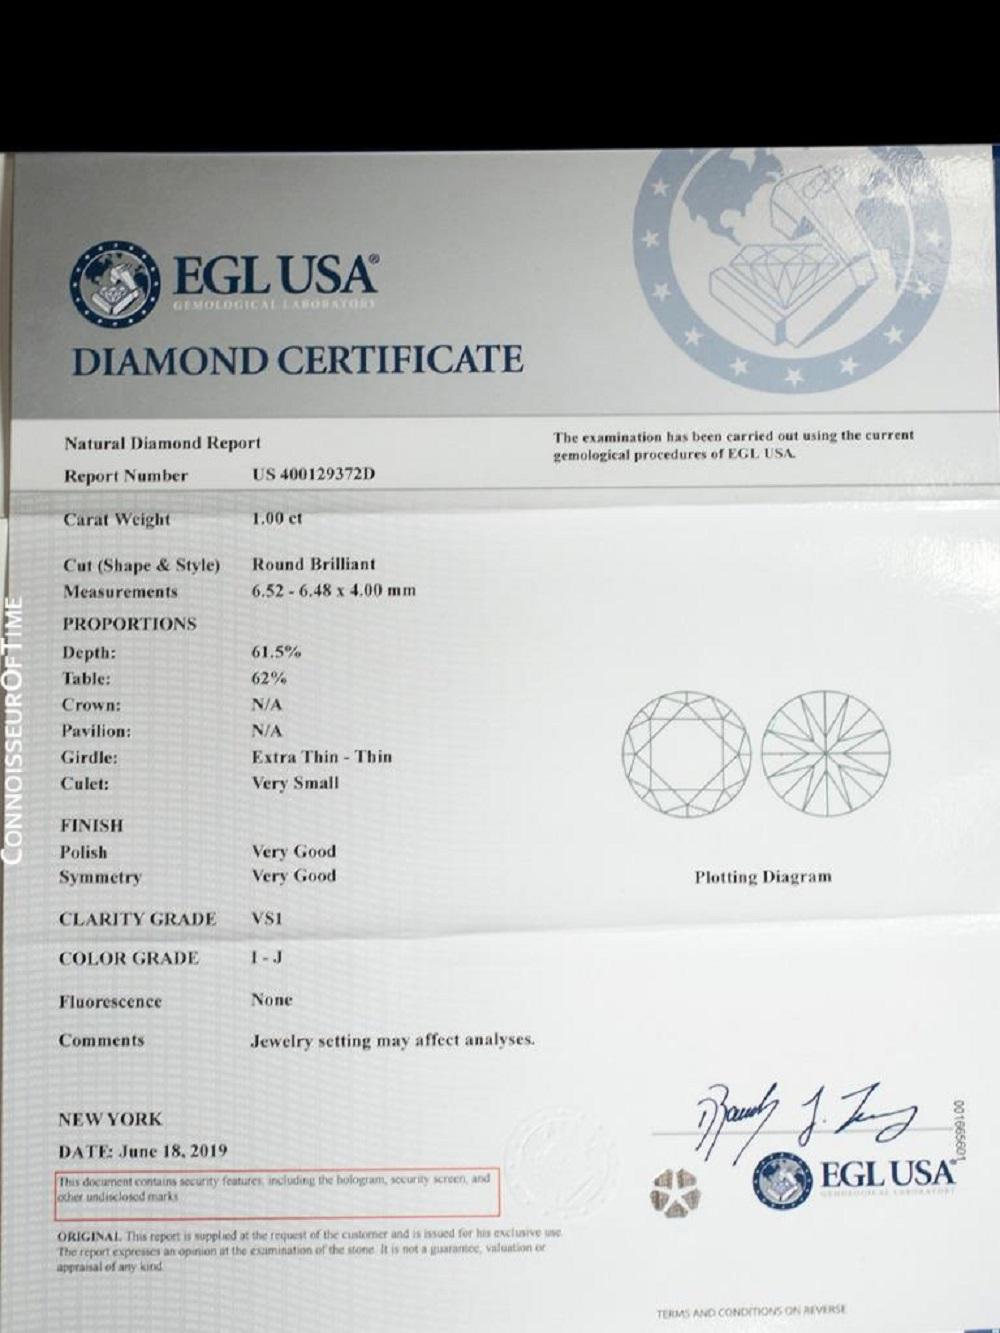 EGL USA®
GEMOLOGICAL LABORATORY
DIAMOND CERTIFICATE
Natural Diamond Report
The examination has been carried out using the current
gemological procedures of EGL USA.
Report Number US 400129372D
Carat Weight 1.00 ct
Cut (Shape & Style) Round Brilliant
Measurements 6.52 - 6.48 x 4.00 mm
PROPORTIONS
Depth: 61.5%
Table: 62%
Crown: N/A
Pavilion: N/A
Girdle: Extra Thin - Thin
Culet: Very Small
FINISH
Polish Very Good
Symmetry Very Good
Plotting Diagram
CLARITY GRADE VS1
COLOR GRADE I - J
Fluorescence None
Comments Jewelry setting may affect analyses.
NEW YORK
DATE: June 18, 2019
This document contains security features, including the hologram, security screen, and
other undisclosed marks
ORIGINAL. This report is supplied at the request of the customer and is issued for his exclusive use.
The report expresses an opinion at the examination of the stone. It is not a guarantee, valuation or
appraisal of any kind.
EGL USA
GEMOLOGICAL LABORATORY
001665601
TERMS AND CONDITIONS ON REVERSE
CONNOISSEUROFTIME